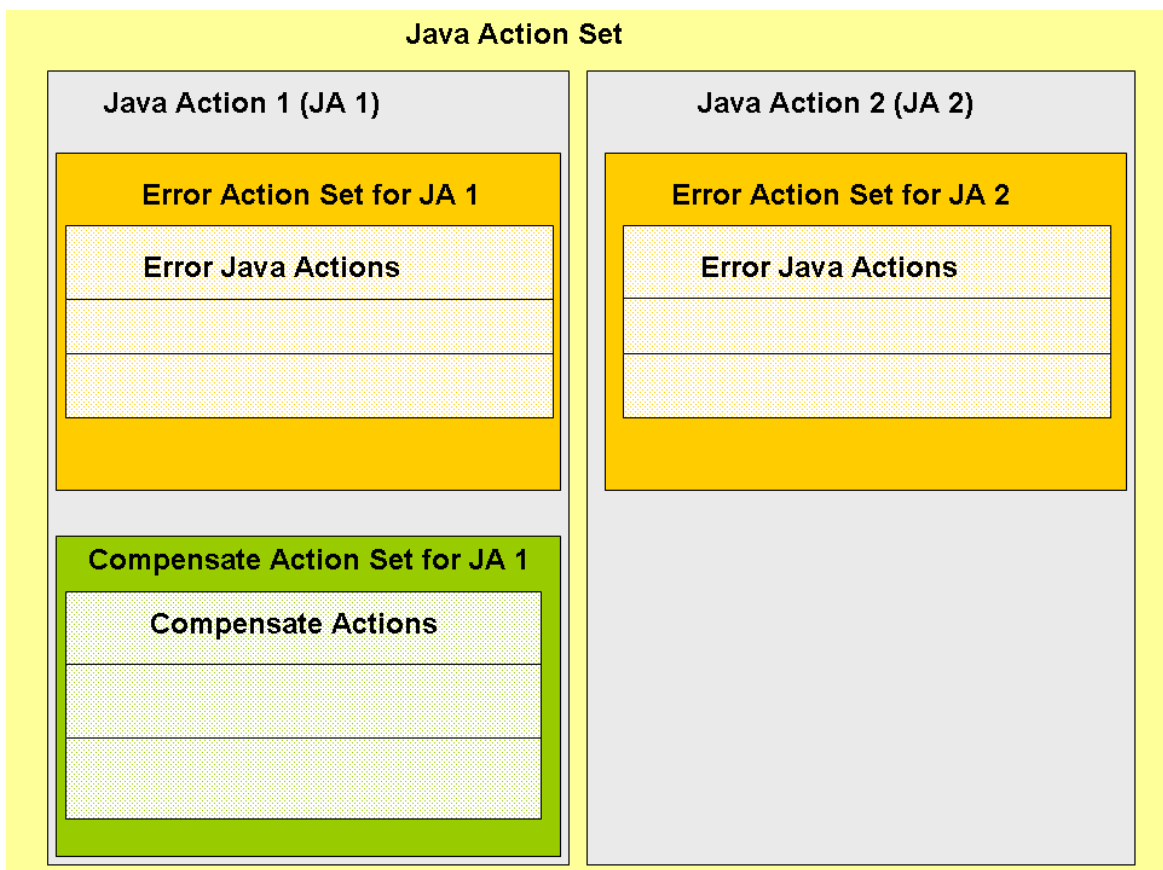 Java Action Set
Java Action 1 (JA 1)
Java Action 2 (JA 2)
Error Action Set for JA 1
Error Action Set for JA 2
Error Java Actions
Error Java Actions
Compensate Action Set for JA 1
Compensate Actions